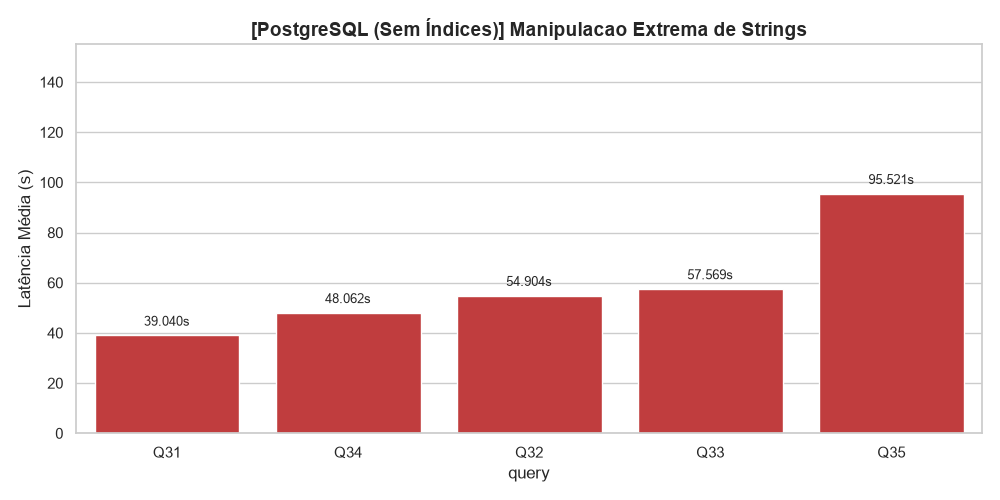 [PostgreSQL (Sem Índices)] Manipulacao Extrema de Strings
Latência Média (s)
140
120
100
80
60
40
20
0
39.040s
48.062s
54.904s
57.569s
95.521s
Q31
Q34
Q32
Q33
Q35
query